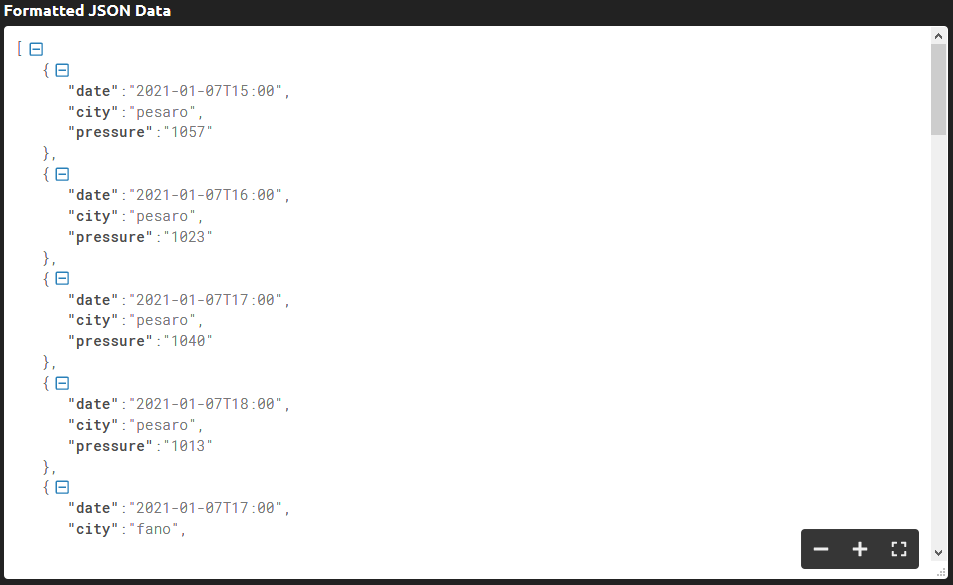 Formatted JSON Data
[
{
"date":"2021-01-07T15:00",
"city":"pesaro",
"pressure":"1057"
},
{
"date":"2021-01-07T16:00",
"city":"pesaro",
"pressure":"1023"
},
{
"date":"2021-01-07T17:00",
"city":"pesaro",
"pressure":"1040"
},
{
"date":"2021-01-07T18:00",
"city":"pesaro",
"pressure":"1013"
},
{
"date":"2021-01-07T17:00",
"city":"fano",